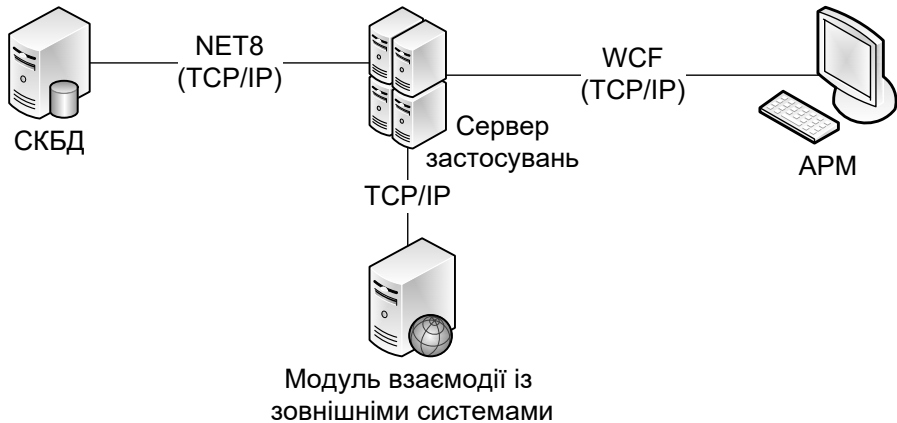 NET8
(TCP/IP)
WCF
(TCP/IP)
СКБД
Сервер
застосувань
АРМ
TCP/IP
Модуль взаємодії із
зовнішніми системами